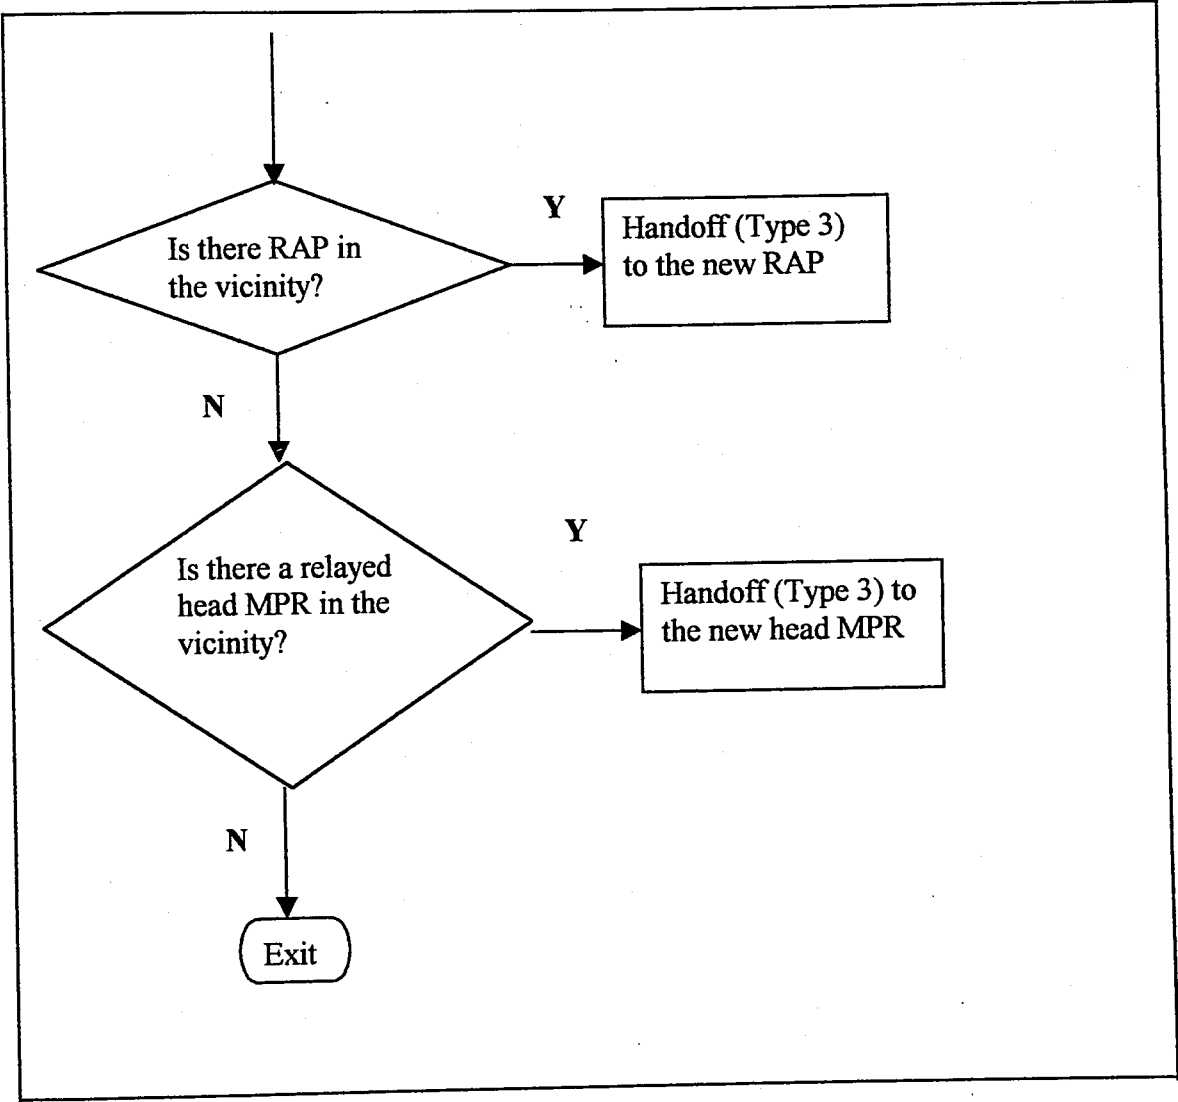 Y
Is there RAP in
the vicinity?
Handoff (Type 3)
to the new RAP
N
Y
Is there a relayed
head MPR in the
vicinity?
Handoff (Type 3) to
the new head MPR
N
Exit